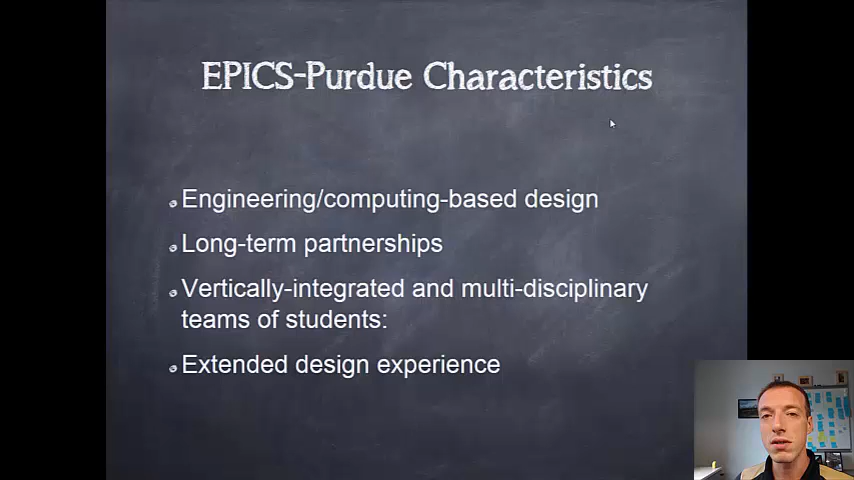 EPICS-Purdue Characteristics
Engineering/computing-based design
Long-term partnerships
Vertically-integrated and multi-disciplinary
teams of students:
Extended design experience